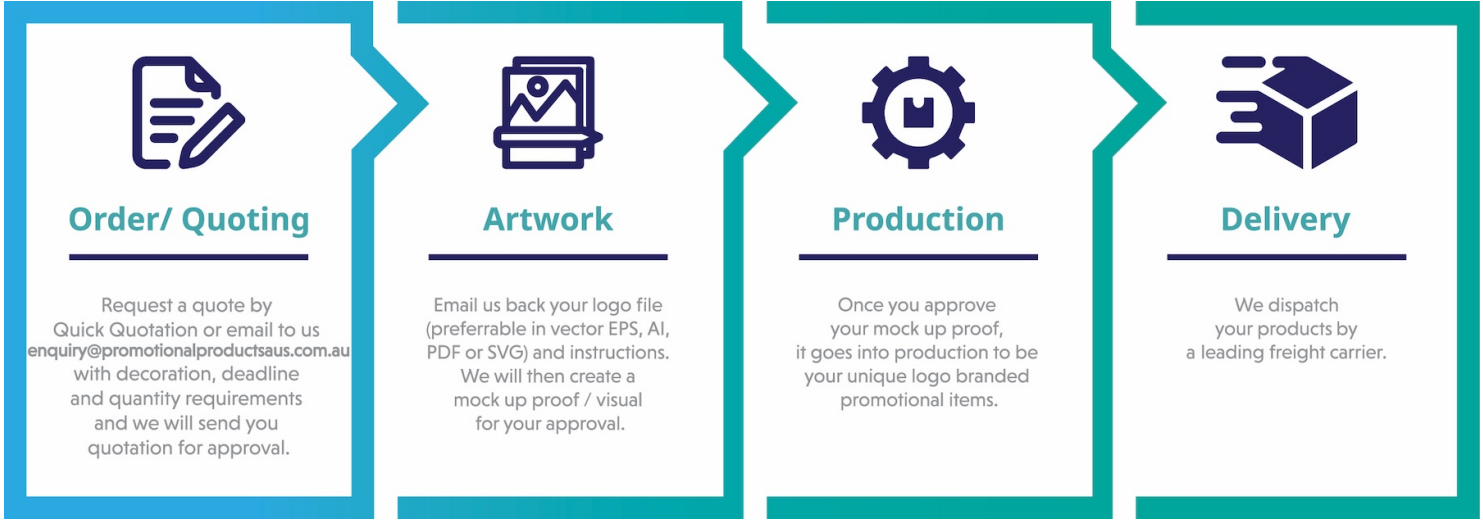 Order/ Quoting
Request a quote by
Quick Quotation or email to us
enquiry@promotionalproductsaus.com.au
with decoration, deadline
and quantity requirements
and we will send you
quotation for approval.
Artwork
Email us back your logo file
(preferrable in vector EPS, AI,
PDF or SVG) and instructions.
We will then create a
mock up proof / visual
for your approval.
Production
Once you approve
your mock up proof,
it goes into production to be
your unique logo branded
promotional items.
Delivery
We dispatch
your products by
a leading freight carrier.